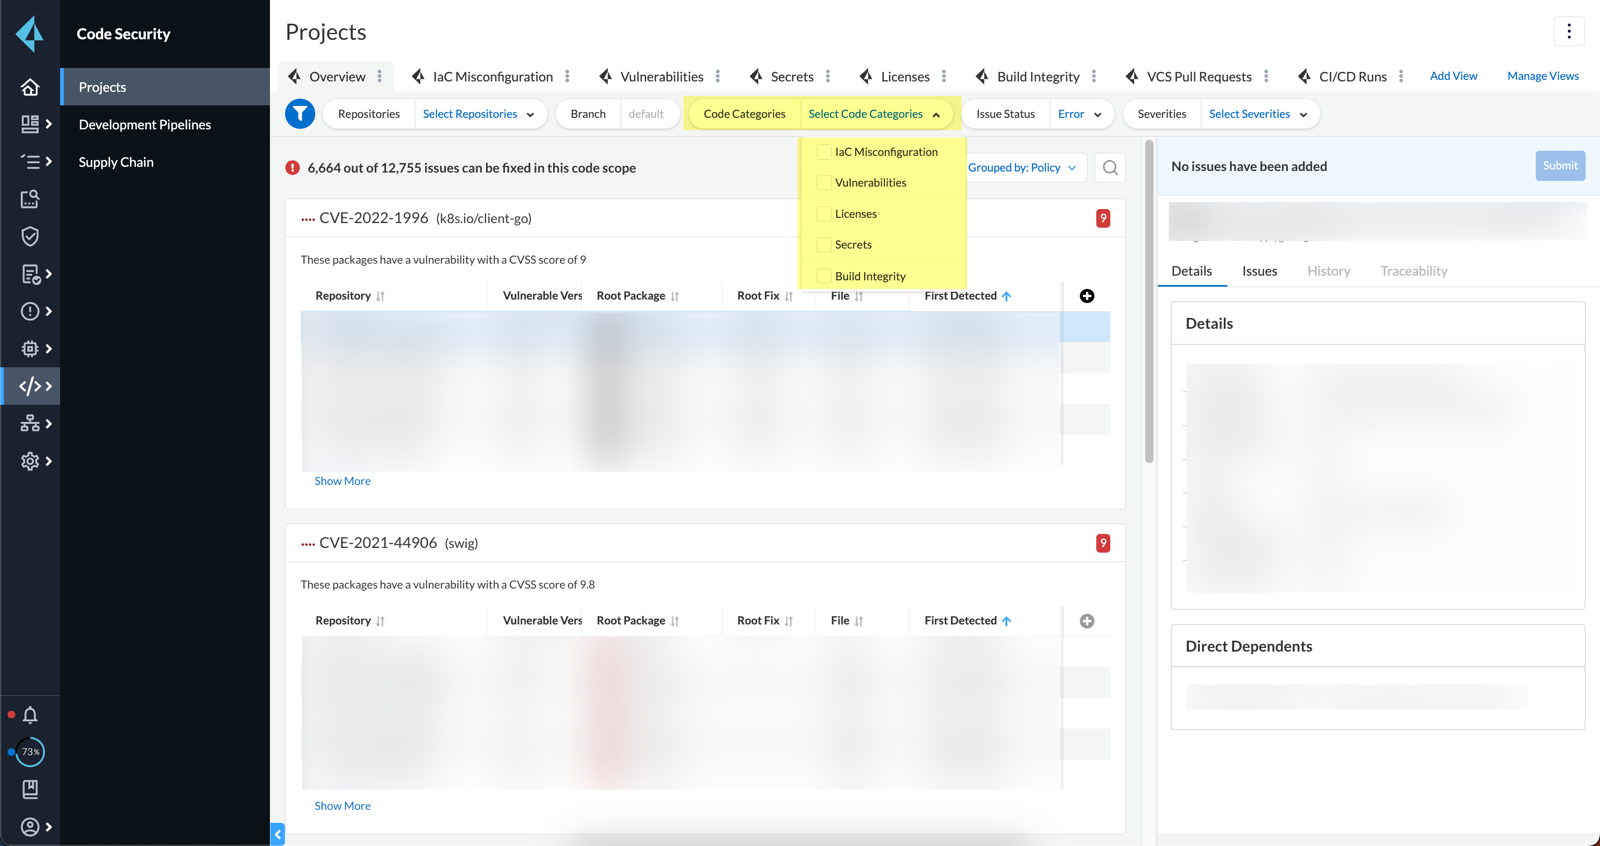 Code Security
Projects
Development Pipelines
Supply Chain
73%
Projects
Overview
IaC Misconfiguration
Vulnerabilities
Secrets
Licenses
Build Integrity
VCS Pull Requests
CI/CD Runs
Add View
Manage Views
Repositories Select Repositories
Branch default
Code Categories Select Code Categories
Issue Status Error
Severities Select Severities
IaC Misconfiguration
Vulnerabilities
Licenses
Secrets
Build Integrity
6,664 out of 12,755 issues can be fixed in this code scope
Grouped by: Policy
CVE-2022-1996 (k8s.io/client-go) 9
These packages have a vulnerability with a CVSS score of 9
Repository Vulnerable Vers Root Package Root Fix File First Detected
Show More
CVE-2021-44906 (swig) 9
These packages have a vulnerability with a CVSS score of 9.8
Repository Vulnerable Vers Root Package Root Fix File First Detected
Show More
No issues have been added
Submit
Details Issues History Traceability
Details
Direct Dependents